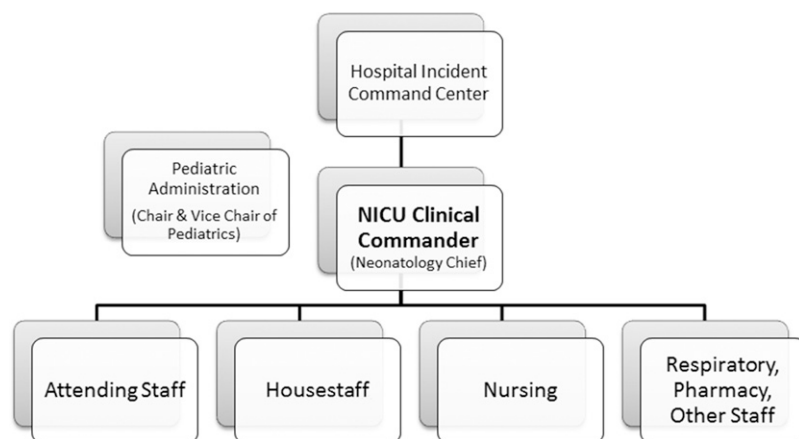 Hospital Incident
Command Center
Pediatric
Administration
(Chair & Vice Chair of
Pediatrics)
NICU Clinical
Commander
(Neonatology Chief)
Attending Staff
Housestaff
Nursing
Respiratory,
Pharmacy,
Other Staff